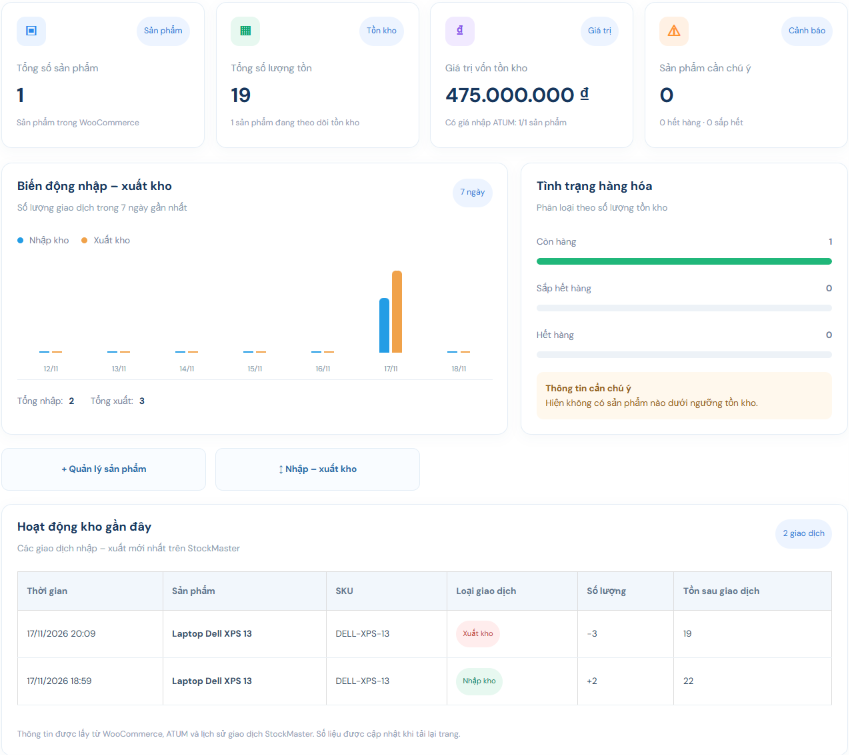 Sản phẩm
Tổng số sản phẩm
1
Sản phẩm trong WooCommerce
Tồn kho
Tổng số lượng tồn
19
1 sản phẩm đang theo dõi tồn kho
₫
Giá trị
Giá trị vốn tồn kho
475.000.000 ₫
Có giá nhập ATUM: 1/1 sản phẩm
Cảnh báo
Sản phẩm cần chú ý
0
0 hết hàng · 0 sắp hết
Biến động nhập – xuất kho
7 ngày
Số lượng giao dịch trong 7 ngày gần nhất
Nhập kho Xuất kho
12/11 13/11 14/11 15/11 16/11 17/11 18/11
Tổng nhập: 2 Tổng xuất: 3
Tình trạng hàng hóa
Phân loại theo số lượng tồn kho
Còn hàng 1
Sắp hết hàng 0
Hết hàng 0
Thông tin cần chú ý
Hiện không có sản phẩm nào dưới ngưỡng tồn kho.
+ Quản lý sản phẩm
↕ Nhập – xuất kho
Hoạt động kho gần đây
2 giao dịch
Các giao dịch nhập – xuất mới nhất trên StockMaster
Thời gian Sản phẩm SKU Loại giao dịch Số lượng Tồn sau giao dịch
17/11/2026 20:09 Laptop Dell XPS 13 DELL-XPS-13 Xuất kho -3 19
17/11/2026 18:59 Laptop Dell XPS 13 DELL-XPS-13 Nhập kho +2 22
Thông tin được lấy từ WooCommerce, ATUM và lịch sử giao dịch StockMaster. Số liệu được cập nhật khi tải lại trang.